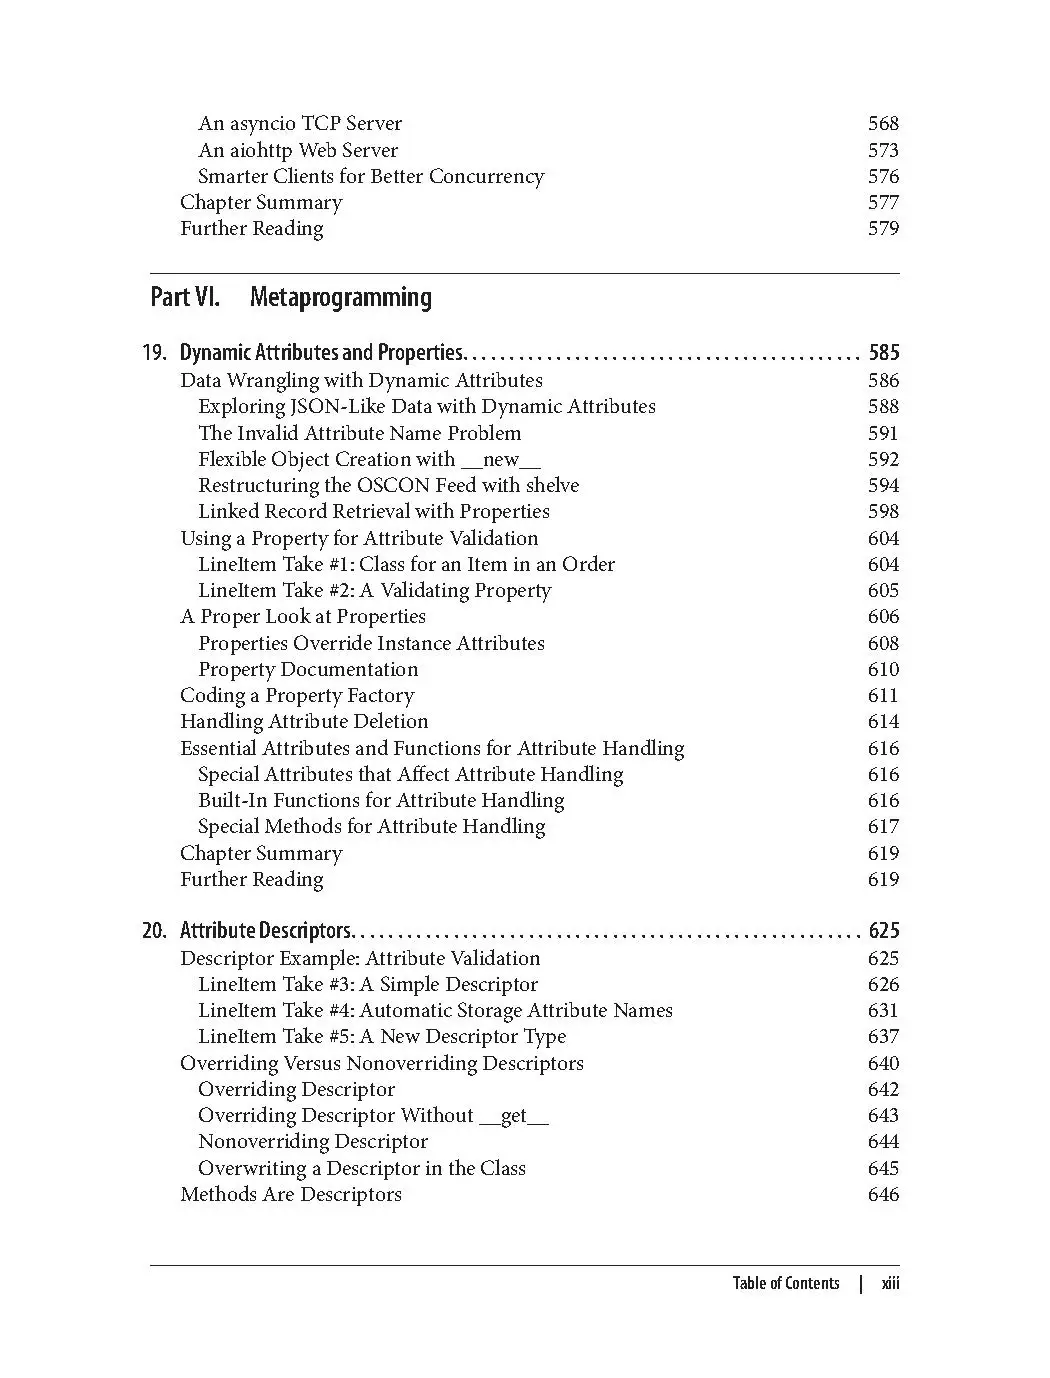 An asyncio TCP Server 568
An aiohttp Web Server 573
Smarter Clients for Better Concurrency 576
Chapter Summary 577
Further Reading 579
Part VI. Metaprogramming
19. Dynamic Attributes and Properties. . . . . . . . . . . . . . . . . . . . . . . . . . . . . . . . . . . . . . . . . . . 585
Data Wrangling with Dynamic Attributes 586
Exploring JSON-Like Data with Dynamic Attributes 588
The Invalid Attribute Name Problem 591
Flexible Object Creation with __new__ 592
Restructuring the OSCON Feed with shelve 594
Linked Record Retrieval with Properties 598
Using a Property for Attribute Validation 604
LineItem Take #1: Class for an Item in an Order 604
LineItem Take #2: A Validating Property 605
A Proper Look at Properties 606
Properties Override Instance Attributes 608
Property Documentation 610
Coding a Property Factory 611
Handling Attribute Deletion 614
Essential Attributes and Functions for Attribute Handling 616
Special Attributes that Affect Attribute Handling 616
Built-In Functions for Attribute Handling 616
Special Methods for Attribute Handling 617
Chapter Summary 619
Further Reading 619
20. Attribute Descriptors. . . . . . . . . . . . . . . . . . . . . . . . . . . . . . . . . . . . . . . . . . . . . . . . . . . . . . . 625
Descriptor Example: Attribute Validation 625
LineItem Take #3: A Simple Descriptor 626
LineItem Take #4: Automatic Storage Attribute Names 631
LineItem Take #5: A New Descriptor Type 637
Overriding Versus Nonoverriding Descriptors 640
Overriding Descriptor 642
Overriding Descriptor Without __get__ 643
Nonoverriding Descriptor 644
Overwriting a Descriptor in the Class 645
Methods Are Descriptors 646
Table of Contents | xiii